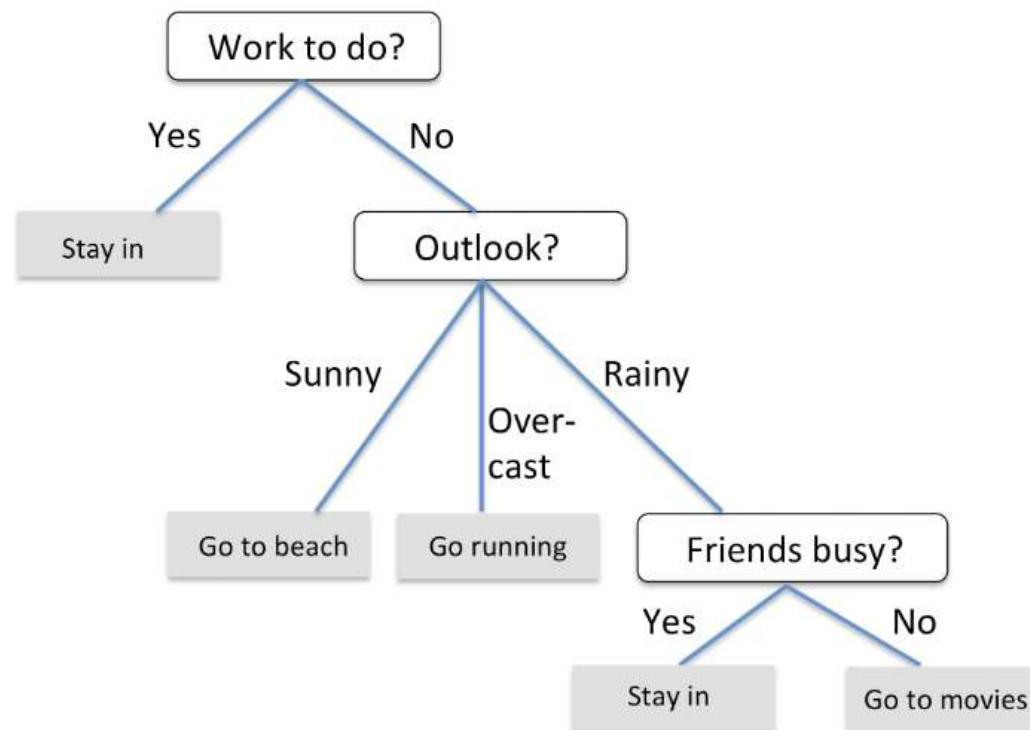 Work to do?
Yes
No
Stay in
Outlook?
Sunny
Rainy
Over-
cast
Go to beach
Go running
Friends busy?
Yes
No
Stay in
Go to movies